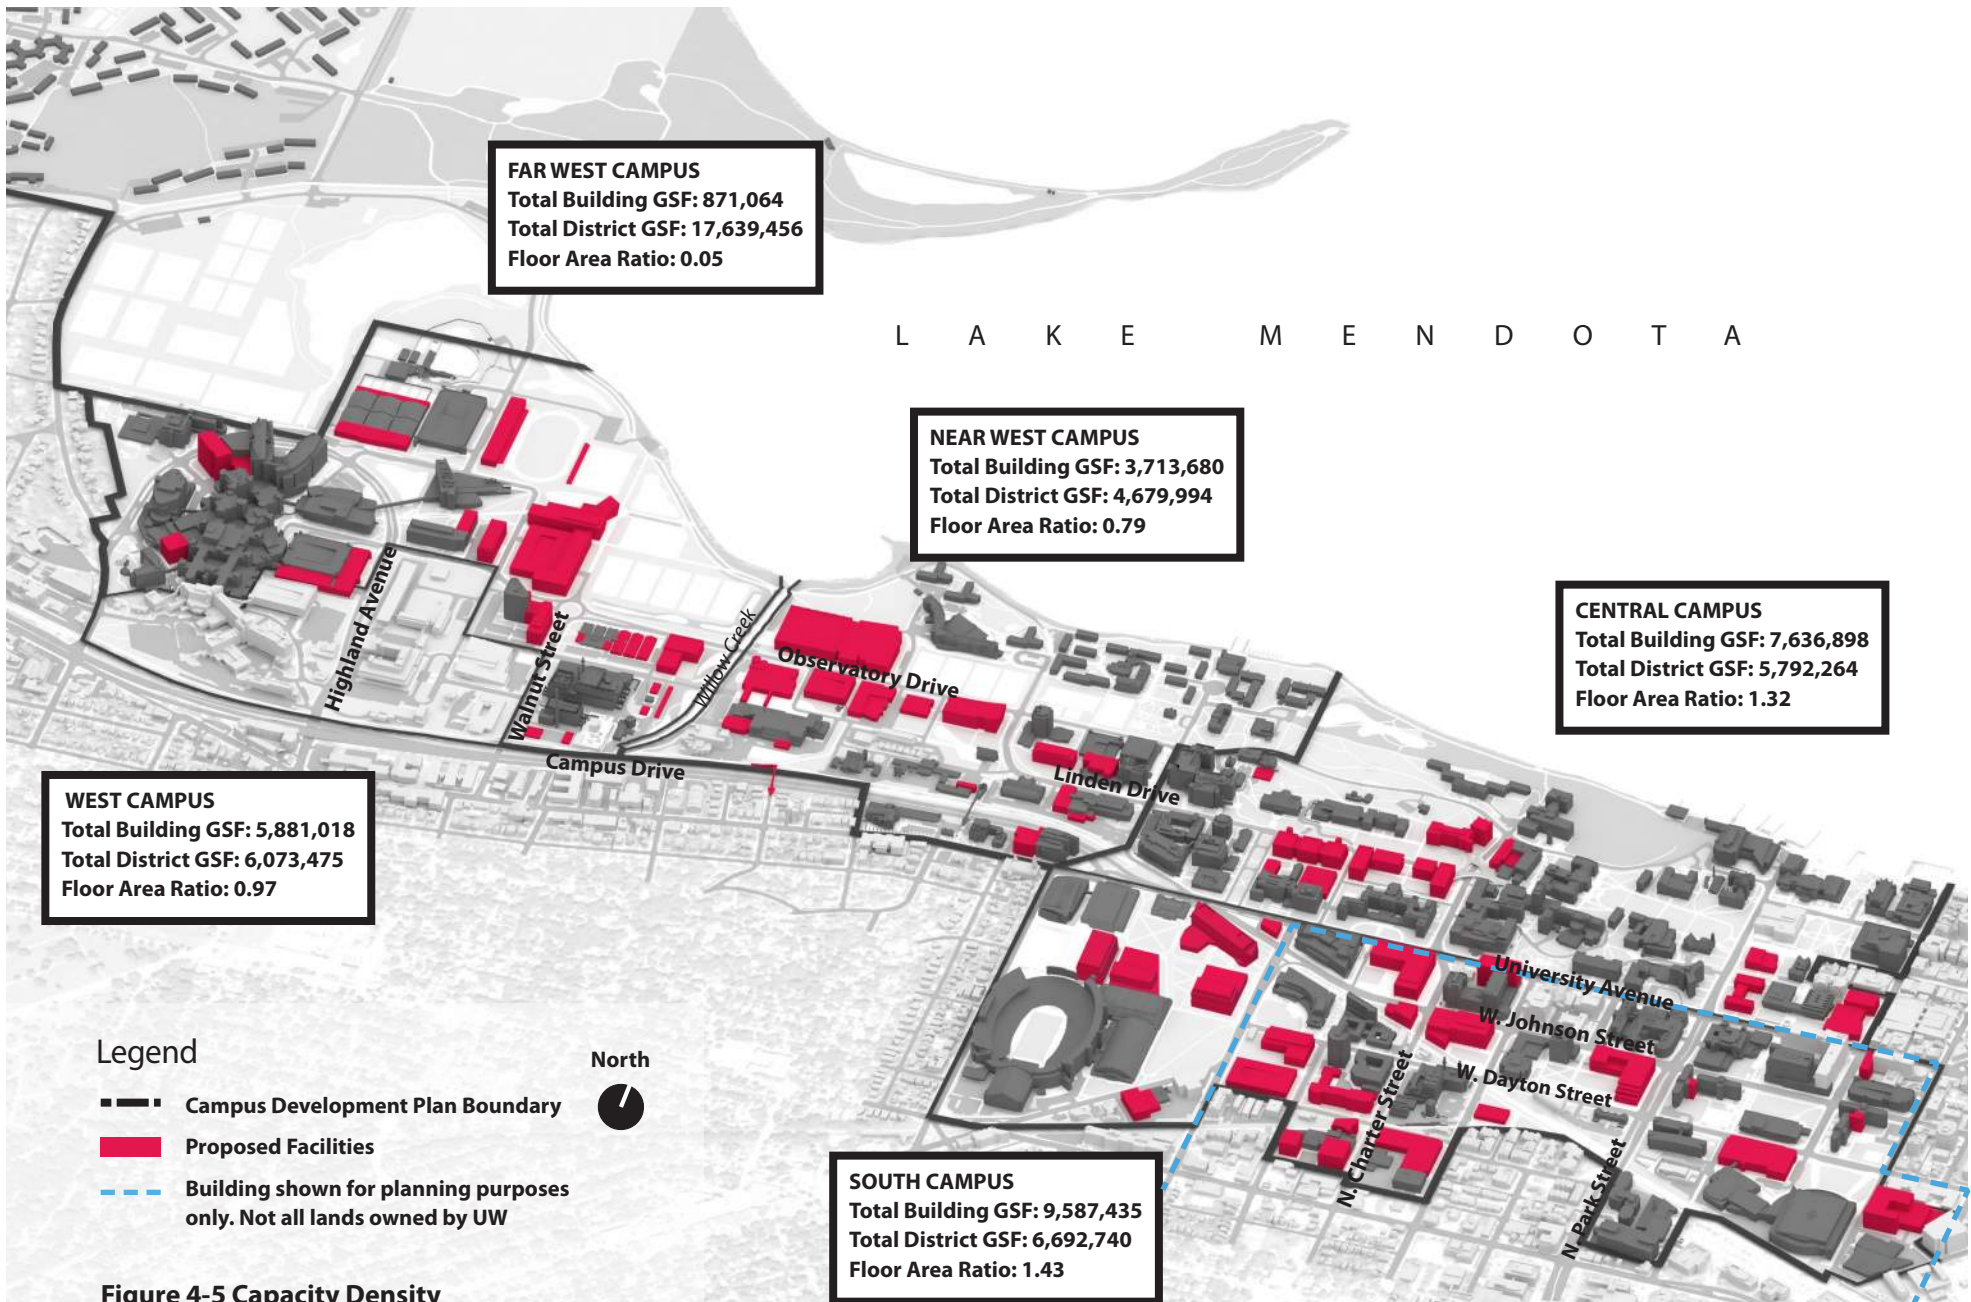 FAR WEST CAMPUS
Total Building GSF: 871,064
Total District GSF: 17,639,456
Floor Area Ratio: 0.05
LAKE MENDOTA
NEAR WEST CAMPUS
Total Building GSF: 3,713,680
Total District GSF: 4,679,994
Floor Area Ratio: 0.79
CENTRAL CAMPUS
Total Building GSF: 7,636,898
Total District GSF: 5,792,264
Floor Area Ratio: 1.32
Highland Avenue
Walnut Street
Willow Creek
Observatory Drive
Campus Drive
Linden Drive
WEST CAMPUS
Total Building GSF: 5,881,018
Total District GSF: 6,073,475
Floor Area Ratio: 0.97
University Avenue
W. Johnson Street
W. Dayton Street
N. Charter Street
N. Park Street
Legend
North
Campus Development Plan Boundary
Proposed Facilities
Building shown for planning purposes
only. Not all lands owned by UW
SOUTH CAMPUS
Total Building GSF: 9,587,435
Total District GSF: 6,692,740
Floor Area Ratio: 1.43
Figure 4-5 Capacity Density